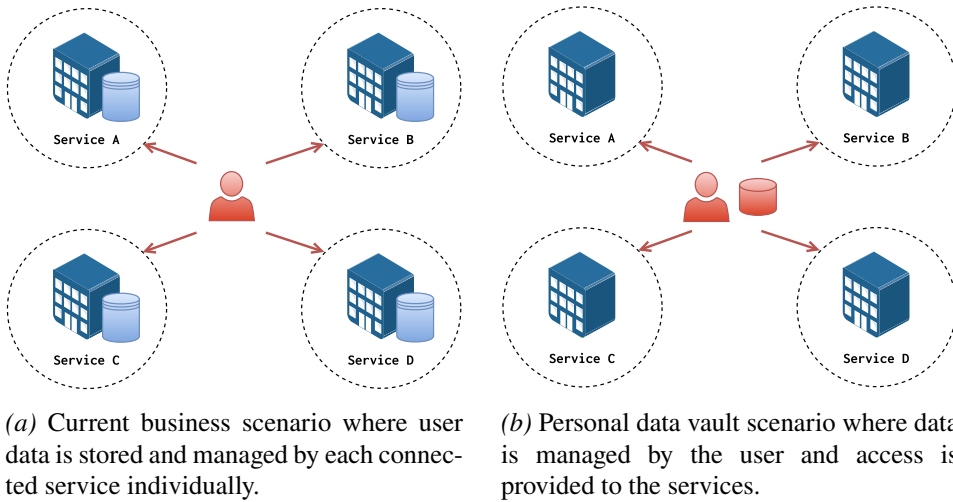 Service A
Service B
Service C
Service D
(a) Current business scenario where user
data is stored and managed by each connec-
ted service individually.
Service A
Service B
Service C
Service D
(b) Personal data vault scenario where data
is managed by the user and access is
provided to the services.